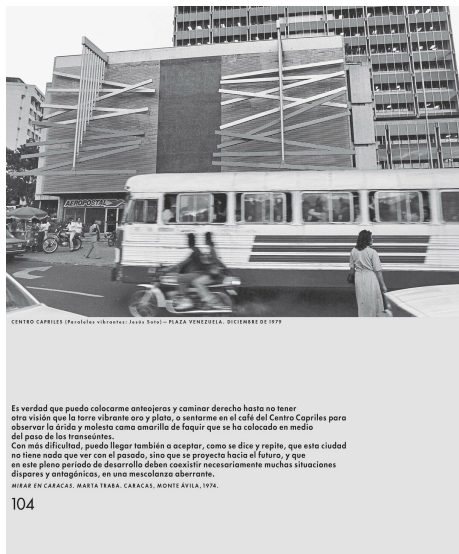 AEROPOSTAL
CENTRO CAPRILES (Paralelas vibrantes: Jesús Soto) – PLAZA VENEZUELA. DICIEMBRE DE 1979
Es verdad que puedo colocarme anteojeras y caminar derecho hasta no tener
otra visión que la torre vibrante oro y plata, o sentarme en el café del Centro Capriles para
observar la árida y molesta cama amarilla de faquir que se ha colocado en medio
del paso de los transeúntes.
Con más dificultad, puedo llegar también a aceptar, como se dice y repite, que esta ciudad
no tiene nada que ver con el pasado, sino que se proyecta hacia el futuro, y que
en este pleno período de desarrollo deben coexistir necesariamente muchas situaciones
dispares y antagónicas, en una mescolanza aberrante.
MIRAR EN CARACAS. MARTA TRABA. CARACAS, MONTE ÁVILA, 1974.
104